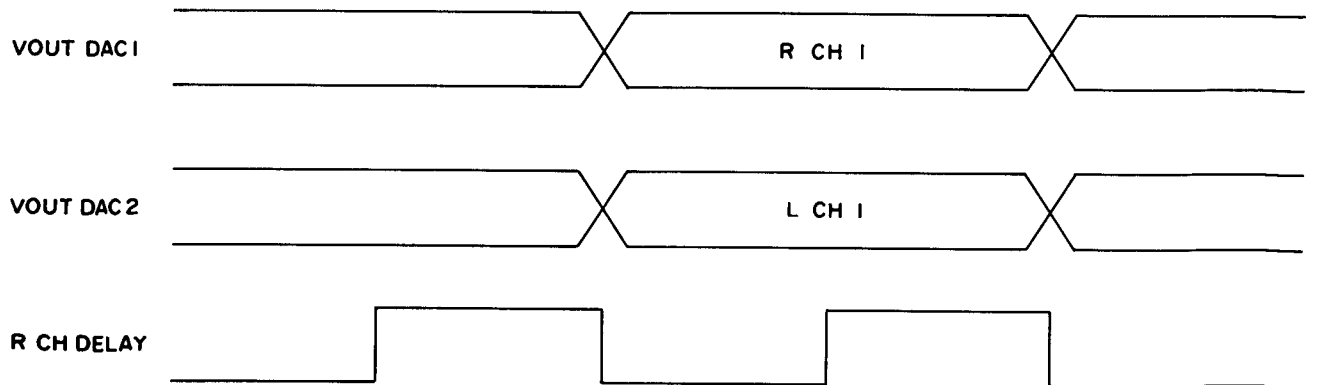 VOUT DAC1
R CH 1
VOUT DAC2
L CH 1
R CH DELAY